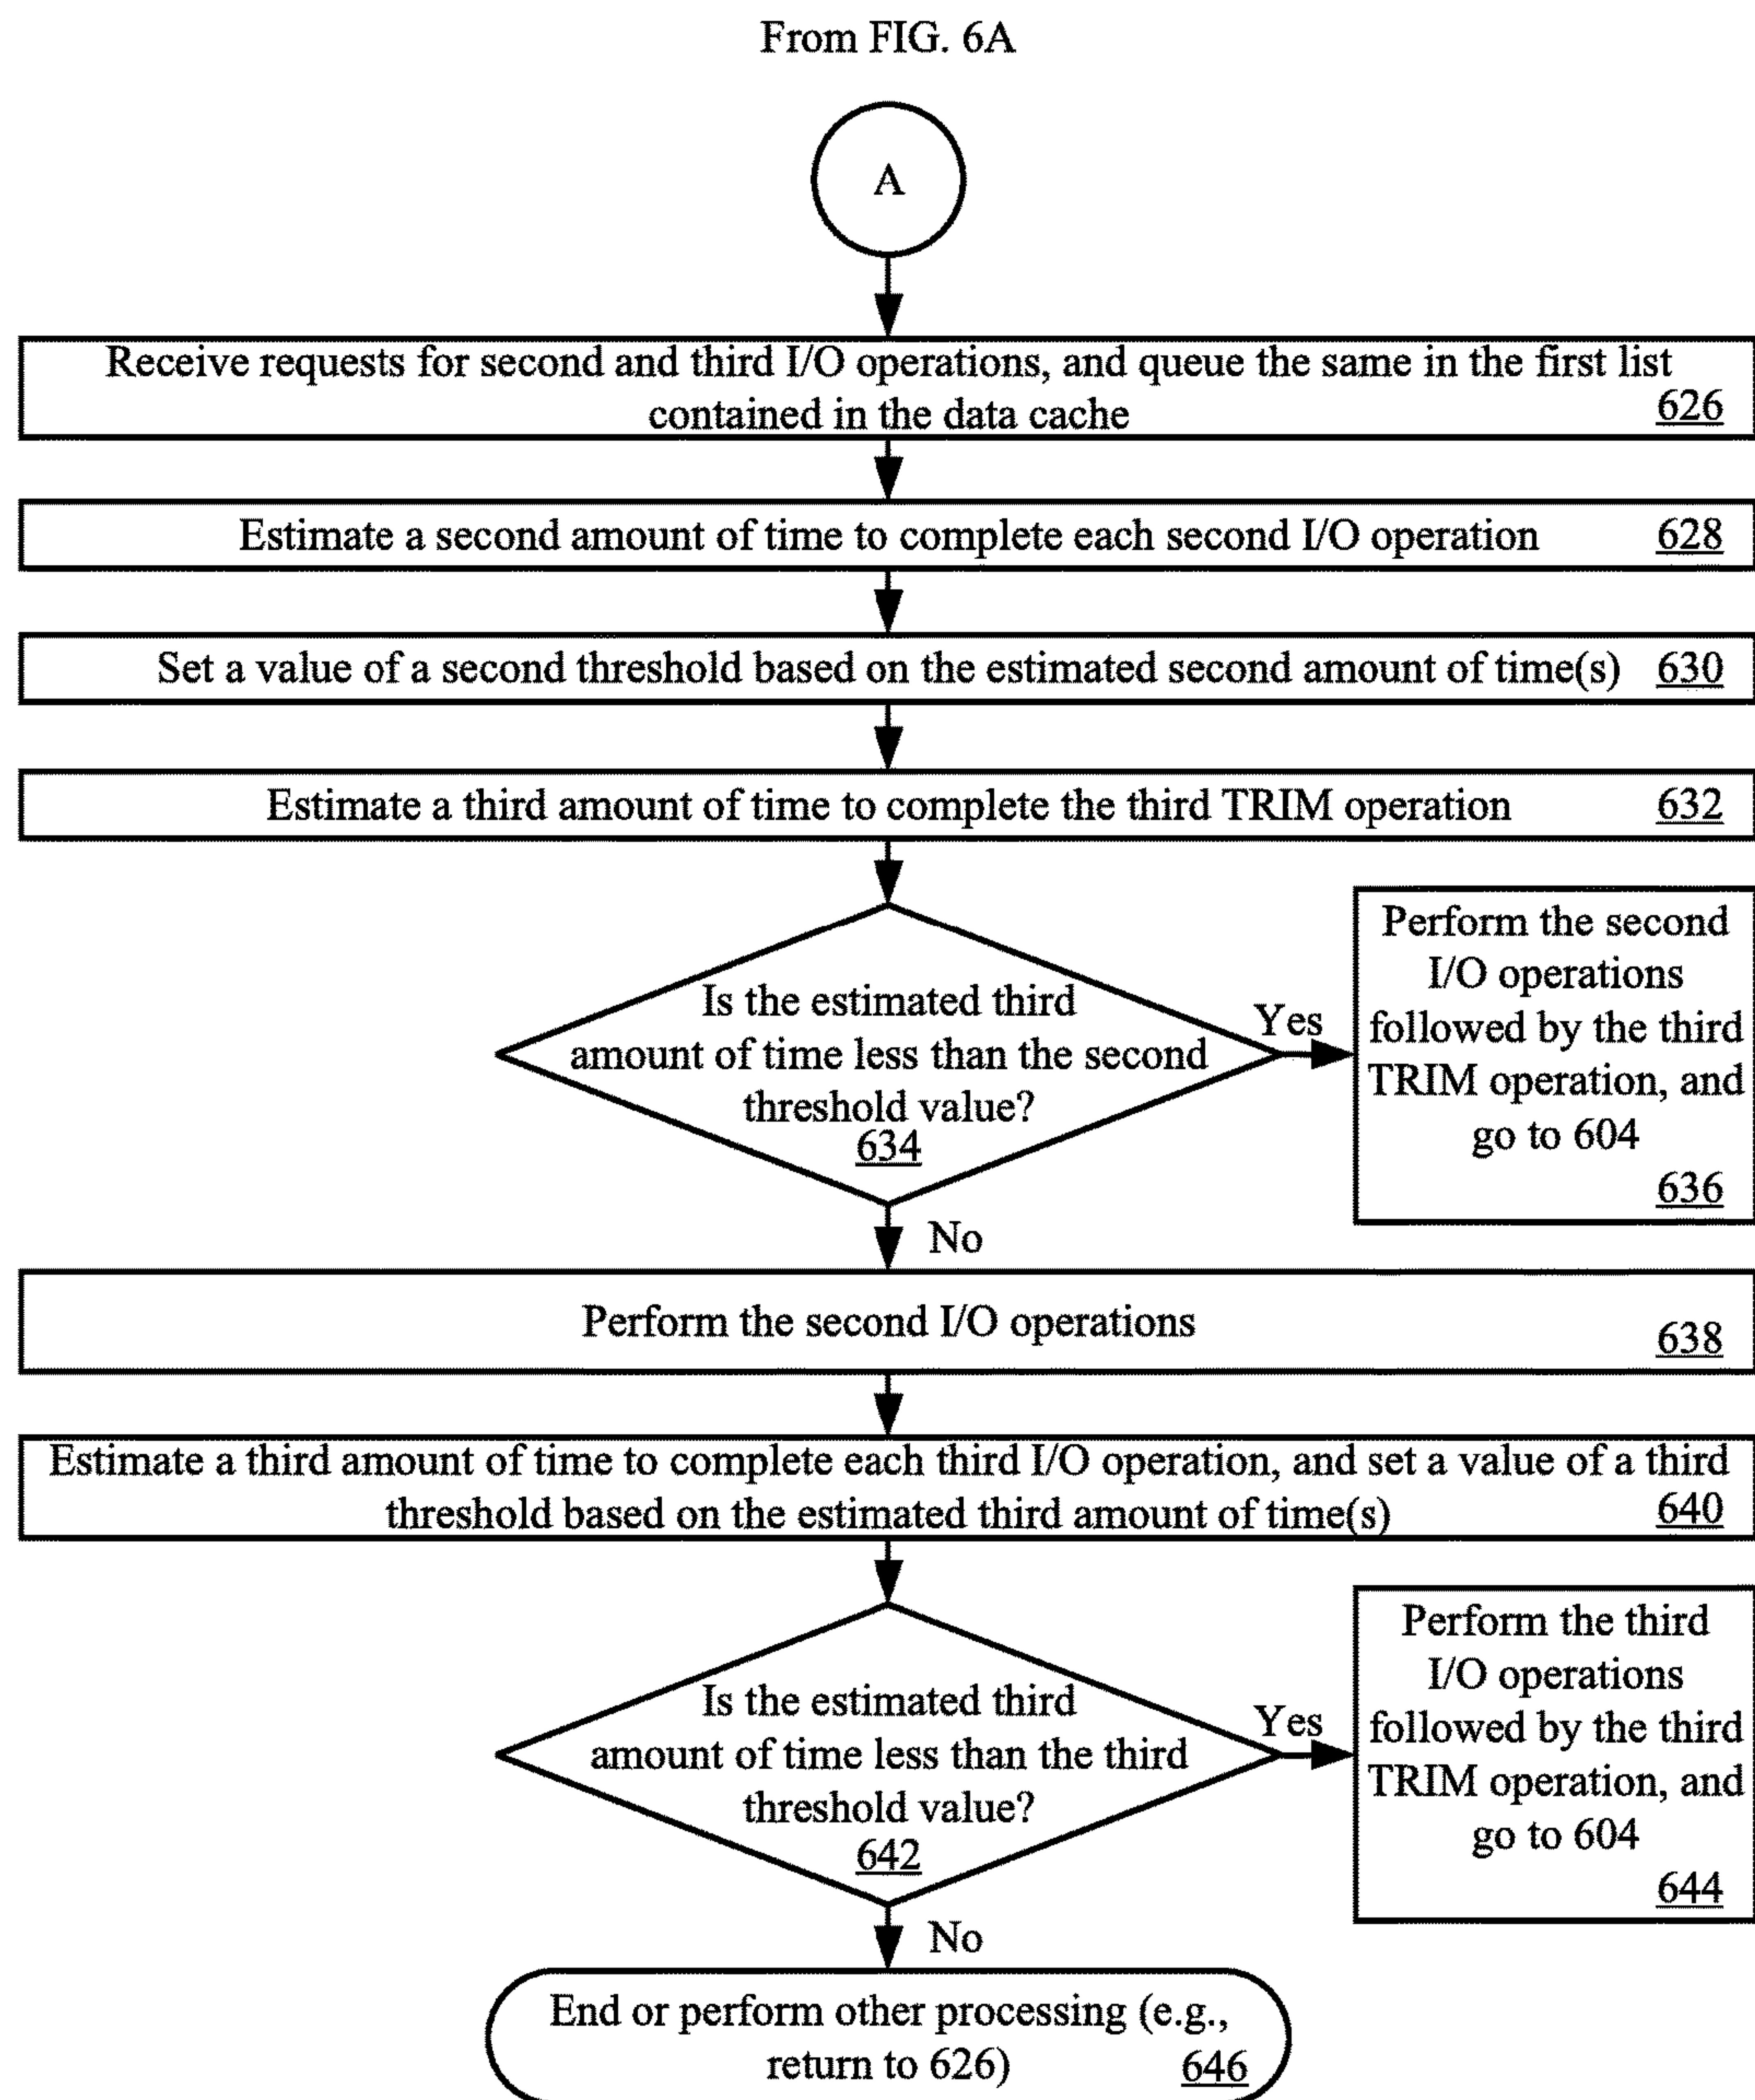 From FIG. 6A
A
Receive requests for second and third I/O operations, and queue the same in the first list
contained in the data cache
626
Estimate a second amount of time to complete each second I/O operation
628
Set a value of a second threshold based on the estimated second amount of time(s)
630
Estimate a third amount of time to complete the third TRIM operation
632
Is the estimated third
amount of time less than the second
threshold value?
634
Yes
Perform the second
I/O operations
followed by the third
TRIM operation, and
go to 604
636
No
Perform the second I/O operations
638
Estimate a third amount of time to complete each third I/O operation, and set a value of a third
threshold based on the estimated third amount of time(s)
640
Is the estimated third
amount of time less than the third
threshold value?
642
Yes
Perform the third
I/O operations
followed by the third
TRIM operation, and
go to 604
644
No
End or perform other processing (e.g.,
return to 626)
646